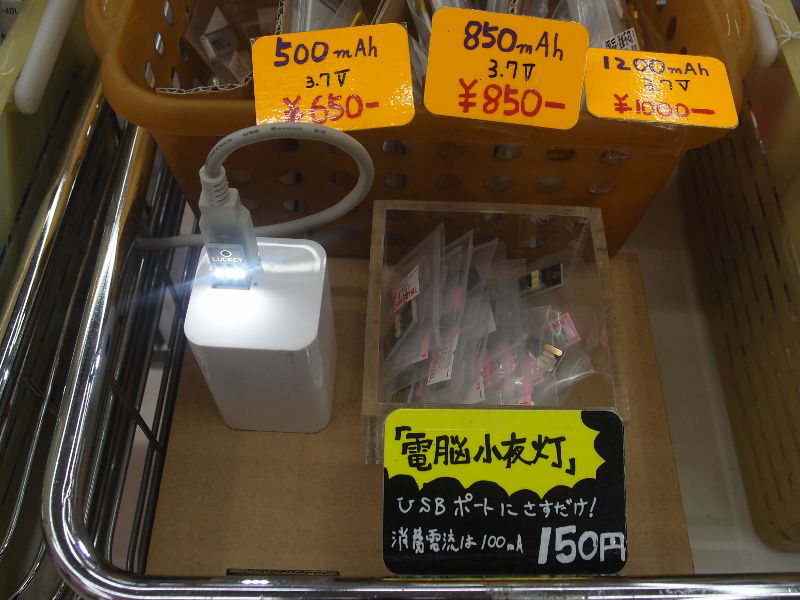 500mAh
3.7V
¥650-
850mAh
3.7V
¥850-
1200mAh
3.7V
¥1000-
LUCKEY
「電脳小夜灯」
USBポートにさすだけ!
消費電流は100mA
150円